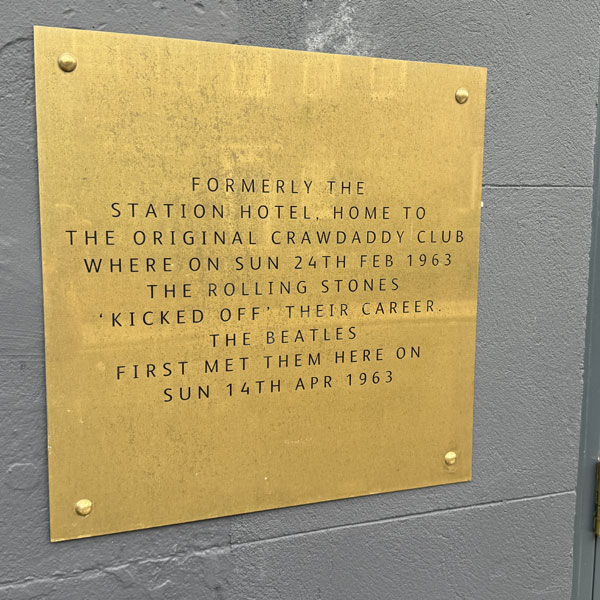 FORMERLY THE
STATION HOTEL, HOME TO
THE ORIGINAL CRAWDADDY CLUB
WHERE ON SUN 24TH FEB 1963
THE ROLLING STONES
‘KICKED OFF’ THEIR CAREER.
THE BEATLES
FIRST MET THEM HERE ON
SUN 14TH APR 1963